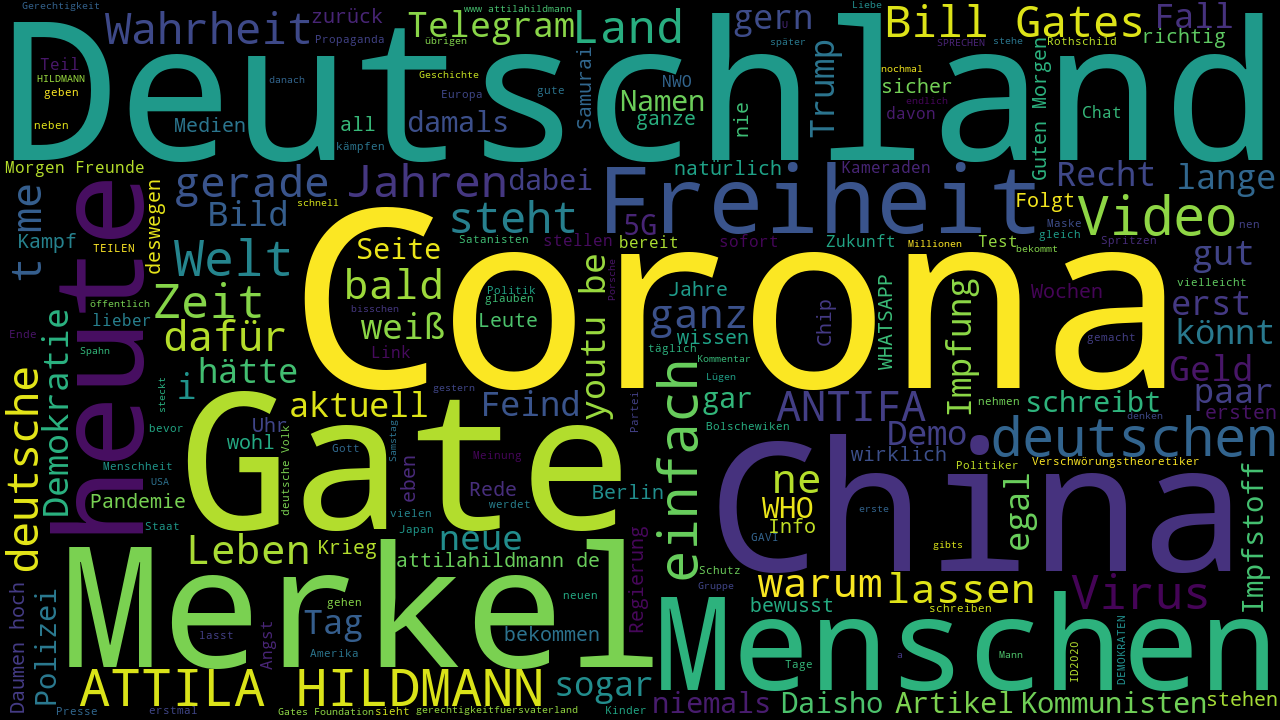 Gerechtigkeit
www attilahildmann
Liebe
Wahrheit
zurück
Telegram
Land
gern
Bill Gates
Fall
Deutschland
Propaganda
übrigen
später
U
SPRECHEN
stehe
Rothschild
richtig
Teil
HILDMANN
geben
danach
Geschichte
Europa
gute
Samurai
NWO
Namen
ganze
nie
Trump
nochmal
sicher
endlich
davon
Guten Morgen
Chat
neben
Medien
all
kämpfen
damals
Morgen Freunde
gerade
Jahren
dabei
natürlich
Kameraden
Recht
lange
t me
heute
deswegen
Bild
schnell
steht
Freiheit
5G
Folgt
Video
Kampf
TEILEN
Welt
Corona
Seite
Satanisten
stellen
bereit
sofort
Zukunft
Millionen
Test
Maske
gleich
bekommt
Spritzen
nen
gut
öffentlich
Zeit
bald
Politik
glauben
youtu be
Porsche
Jahre
Chip
WHATSAPP
Impfung
Wochen
vielleicht
erst
lieber
Ende
Spahn
dafür
weiß
bisschen
Leute
ganz
wissen
täglich
gemacht
könnt
Demokratie
hätte
Link
Kommentar
Lügen
Geld
deutsche
steckt
i
gestern
einfach
gar
nehmen
schreibt
paar
aktuell
Feind
Partei
ANTIFA
denken
ersten
bevor
Gate
Uhr
wohl
Samstag
Bolschewiken
Demo
deutschen
Menschheit
deutsche Volk
Gott
eben
Meinung
China
wirklich
Politiker
Verschwörungstheoretiker
USA
Pandemie
Rede
Berlin
ne
WHO
Info
egal
Impfstoff
Staat
vielen
werdet
erste
Japan
Leben
Krieg
neue
Regierung
GAVI
gibts
attilahildmann de
Schutz
Gruppe
warum
lassen
Virus
Daumen hoch
Polizei
Merkel
gehen
neuen
Menschen
bewusst
schreiben
lasst
Angst
Tag
bekommen
Amerika
Tage
a
Mann
ID2020
DEMOKRATEN
ATTILA HILDMANN
sogar
niemals
Daisho
Artikel
Kommunisten
stehen
Presse
erstmal
Gates Foundation
sieht
gerechtigkeitfuersvaterland
Kinder